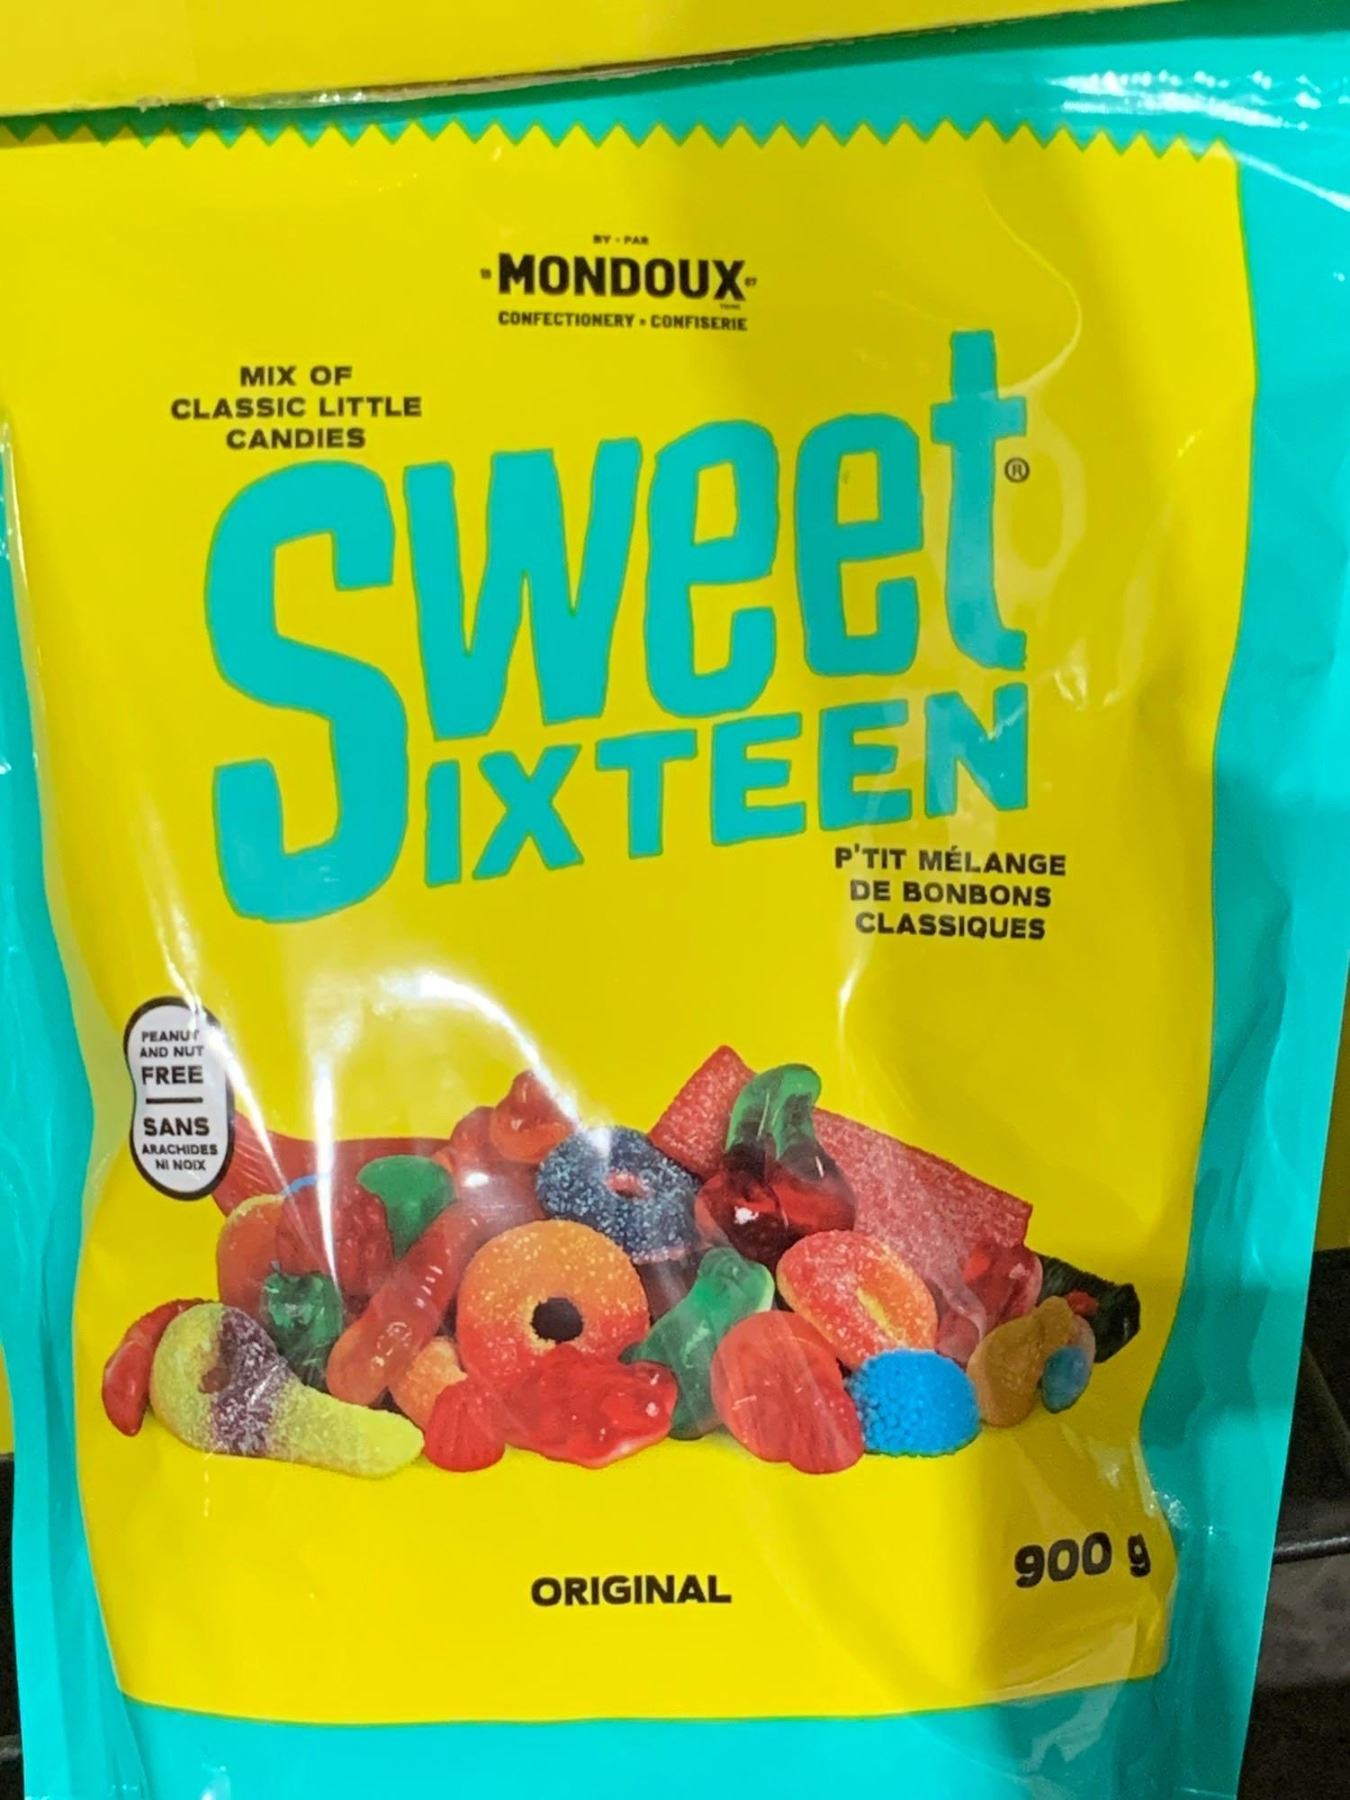 BY - PAR
MONDOUX
CONFECTIONERY • CONFISERIE
MIX OF
CLASSIC LITTLE
CANDIES
Sweet®
SIXTEEN
P'TIT MÉLANGE
DE BONBONS
CLASSIQUES
PEANUT
AND NUT
FREE
SANS
ARACHIDES
NI NOIX
900 g
ORIGINAL